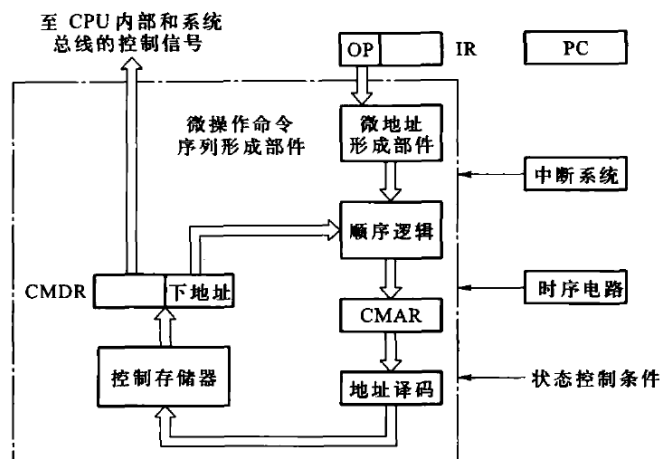 至 CPU 内部和系统
总线的控制信号
OP
IR
PC
微操作命令
序列形成部件
微地址
形成部件
中断系统
顺序逻辑
CMDR
下地址
时序电路
CMAR
控制存储器
地址译码
状态控制条件